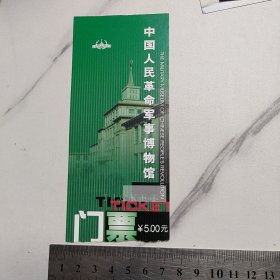 中国人民革命军事博物馆
THE MILITARY MUSEUM OF CHINESE PEOPLE'S REVOLUTION
TICKET
门票
¥5.00元